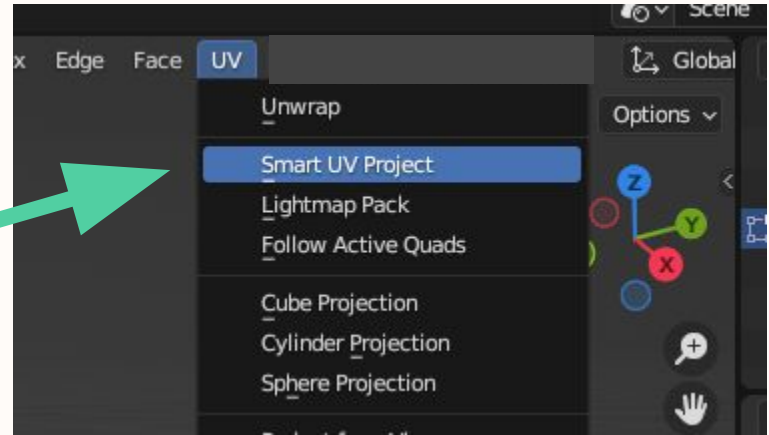 Scene
x Edge Face UV Global
Unwrap
Options
Smart UV Project
Z
Lightmap Pack
Y
Follow Active Quads
X
Cube Projection
Cylinder Projection
Sphere Projection